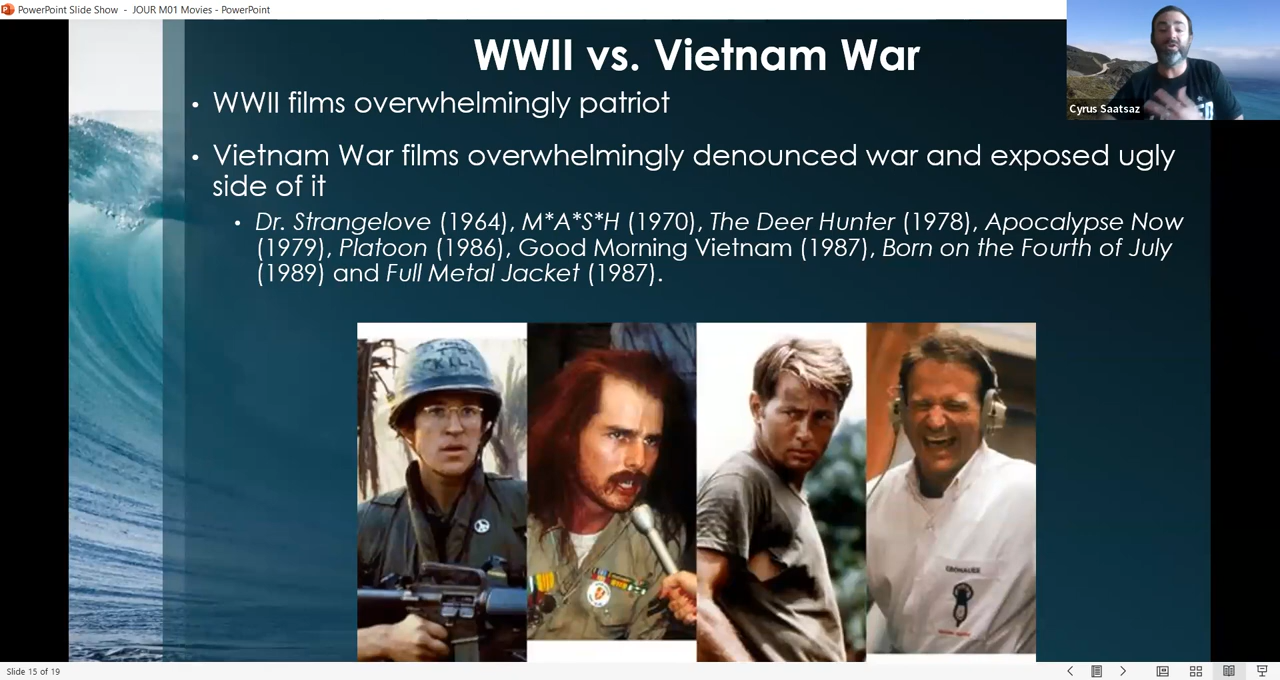 PowerPoint Slide Show - JOUR M01 Movies - PowerPoint
WWII vs. Vietnam War
Cyrus Saatsaz
• WWII films overwhelmingly patriot
• Vietnam War films overwhelmingly denounced war and exposed ugly
side of it
• Dr. Strangelove (1964), M*A*S*H (1970), The Deer Hunter (1978), Apocalypse Now
(1979), Platoon (1986), Good Morning Vietnam (1987), Born on the Fourth of July
(1989) and Full Metal Jacket (1987).
KILL
Slide 15 of 19